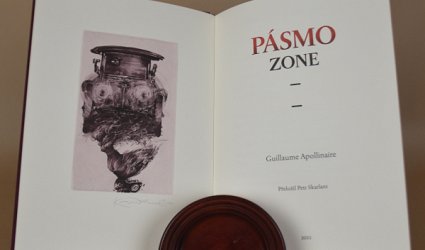 PÁSMO
ZONE
Guillaume Apollinaire
Přeložil Petr Skarlant